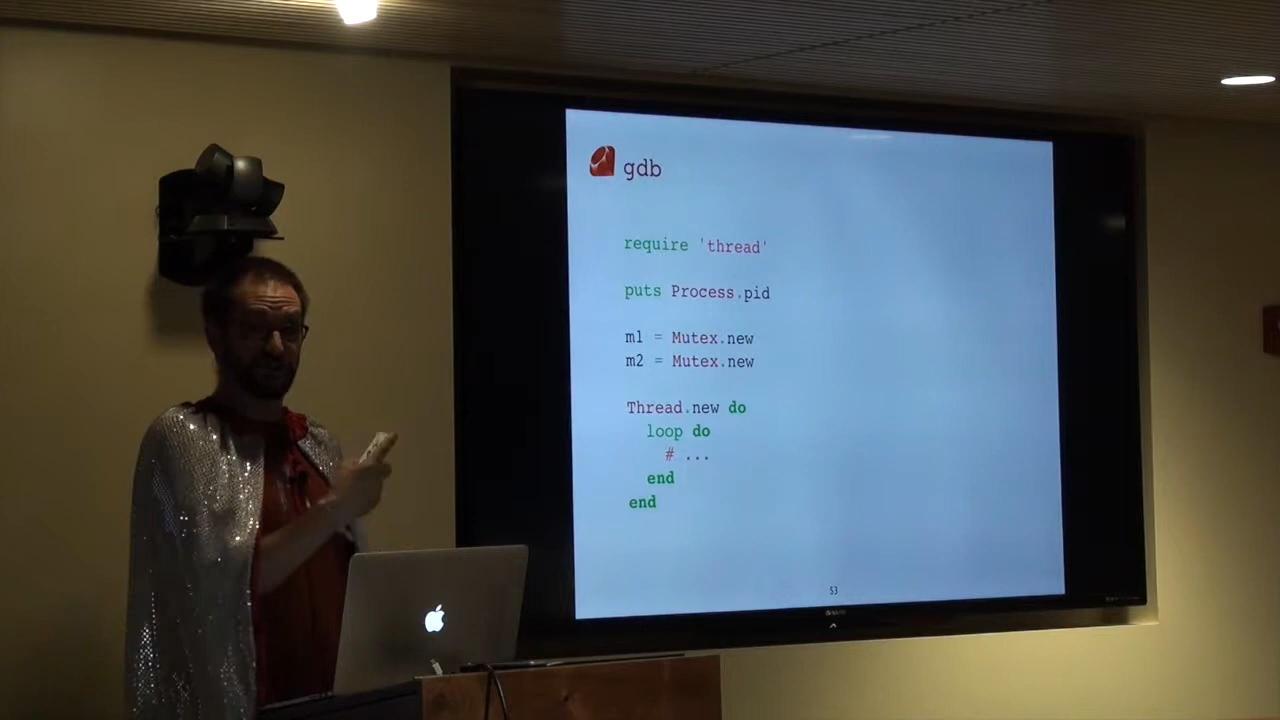 gdb
require 'thread'
puts Process.pid
m1 = Mutex.new
m2 = Mutex.new
Thread.new do
loop do
# ...
end
end
53